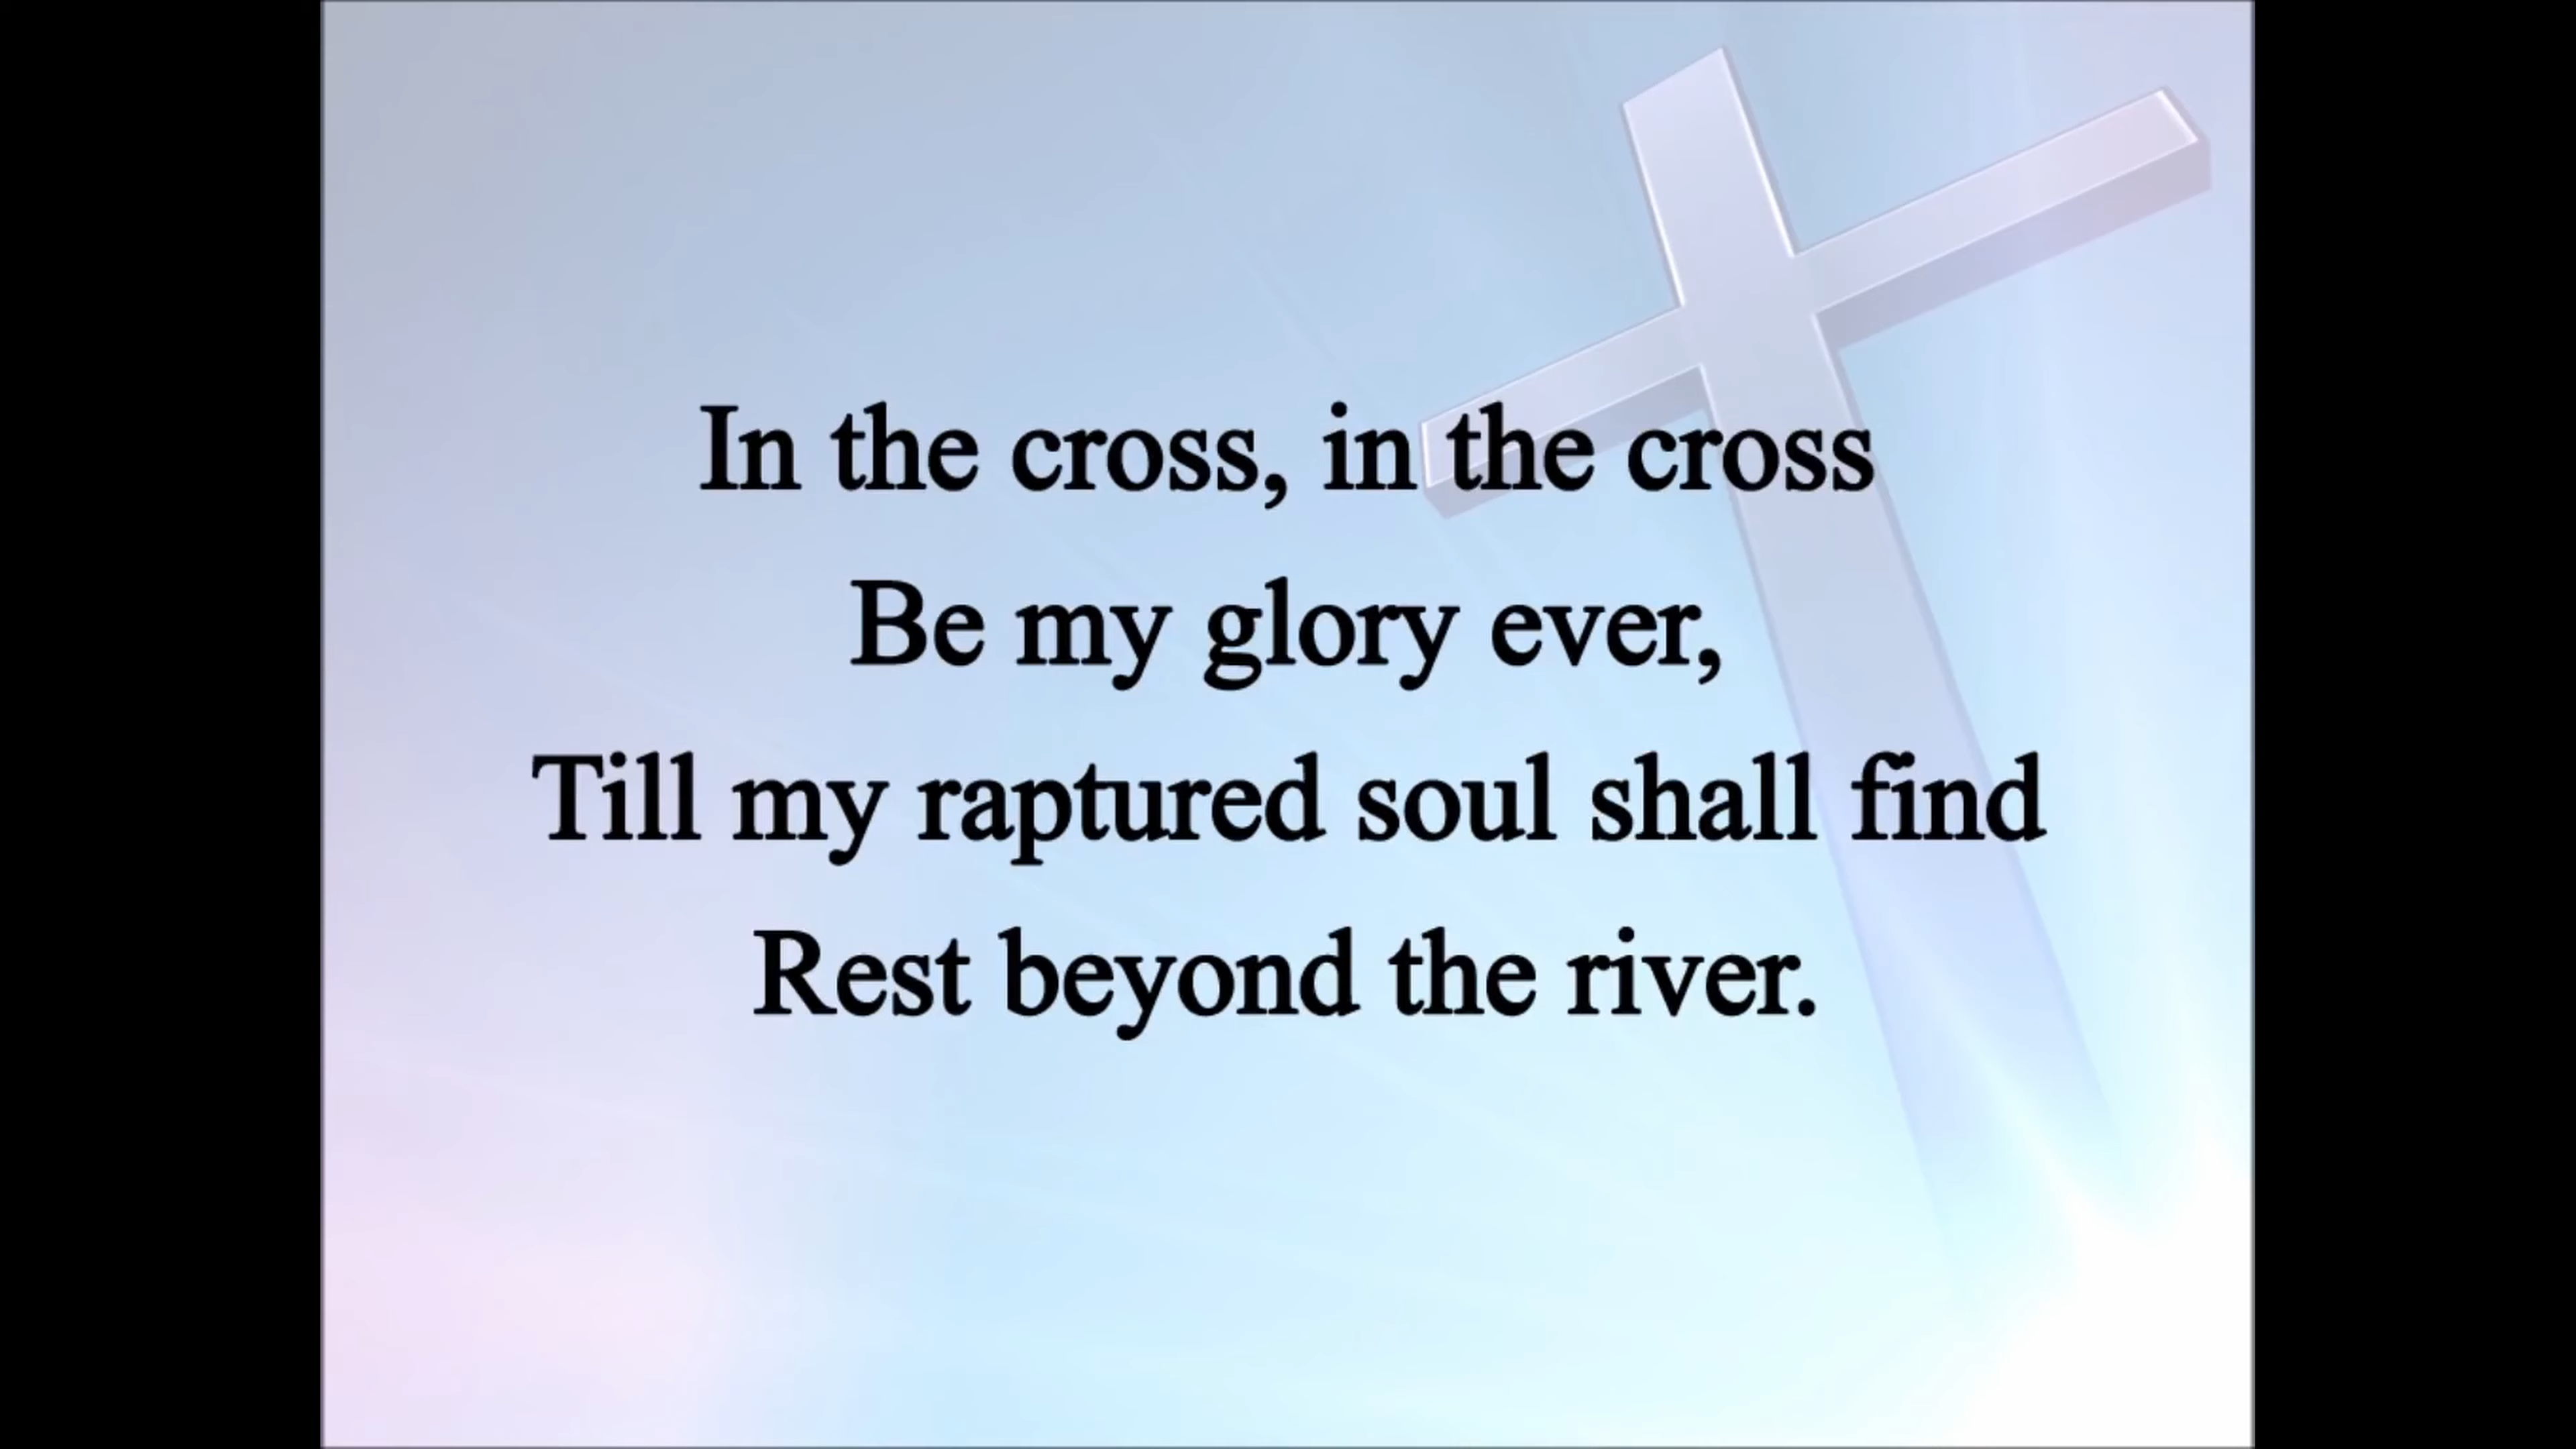 In the cross, in the cross
Be my glory ever,
Till my raptured soul shall find
Rest beyond the river.